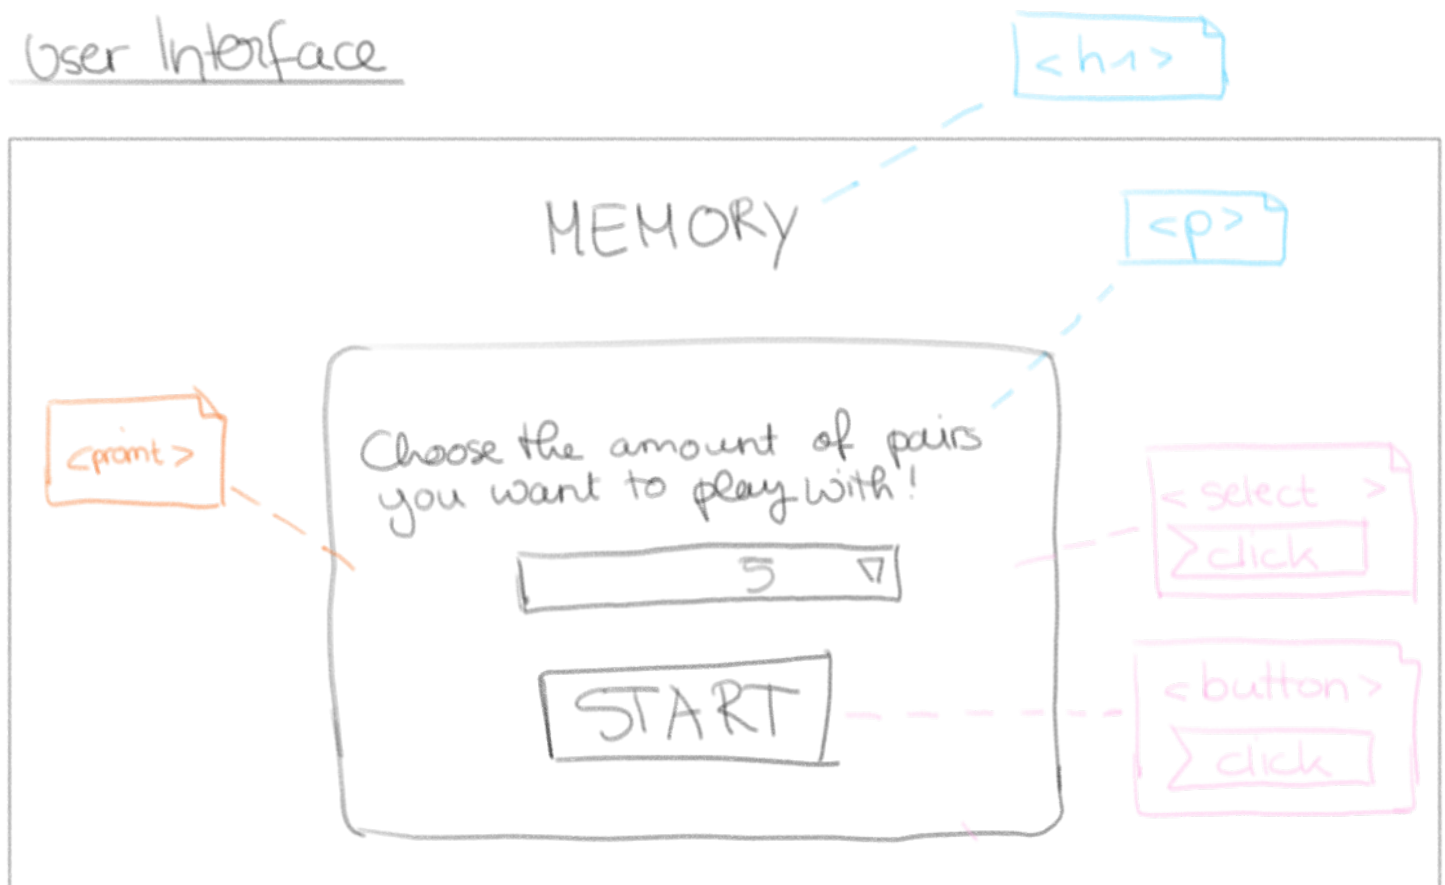 User Interface
<h1>
MEMORY
<p>
<promt>
Choose the amount of pairs
you want to play with!
<select >
click
5
START
<button>
click